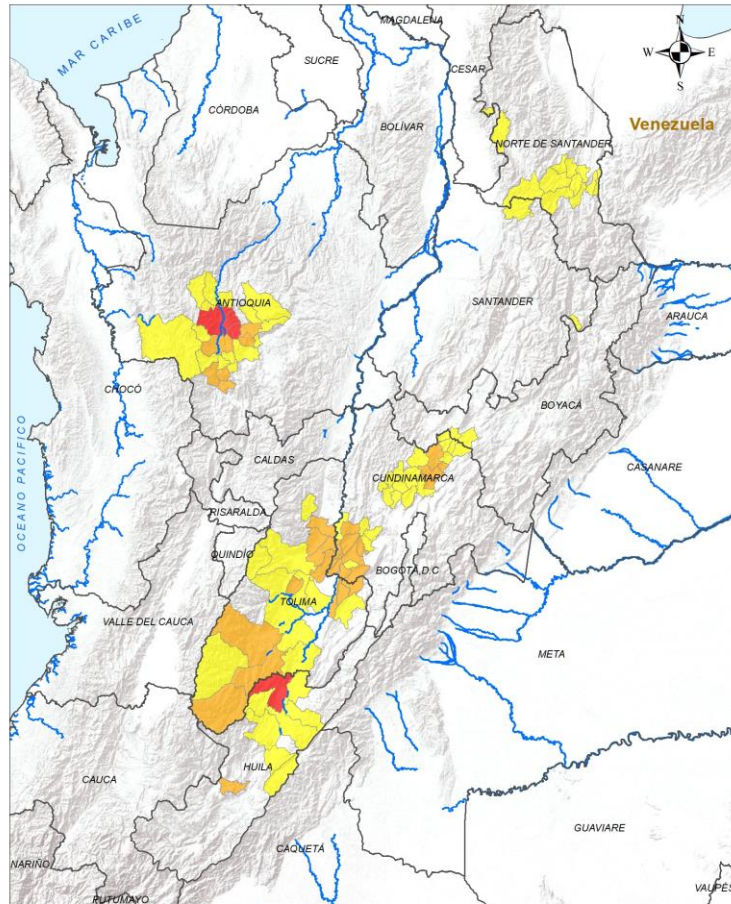 MAGDALENA
N
W E
S
MAR CARIBE
SUCRE
CESAR
CÓRDOBA
BOLÍVAR
Venezuela
NORTE DE SANTANDER
ANTIOQUIA
SANTANDER
ARAUCA
CHOCÓ
BOYACÁ
OCEANO PACIFICO
CALDAS
CUNDINAMARCA
CASANARE
RISARALDA
QUINDÍO
BOGOTÁ, D.C
TOLIMA
VALLE DEL CAUCA
META
HUILA
CAUCA
GUAVIARE
CAQUETÁ
NARIÑO
PUTUMAYO
VAUPÉS